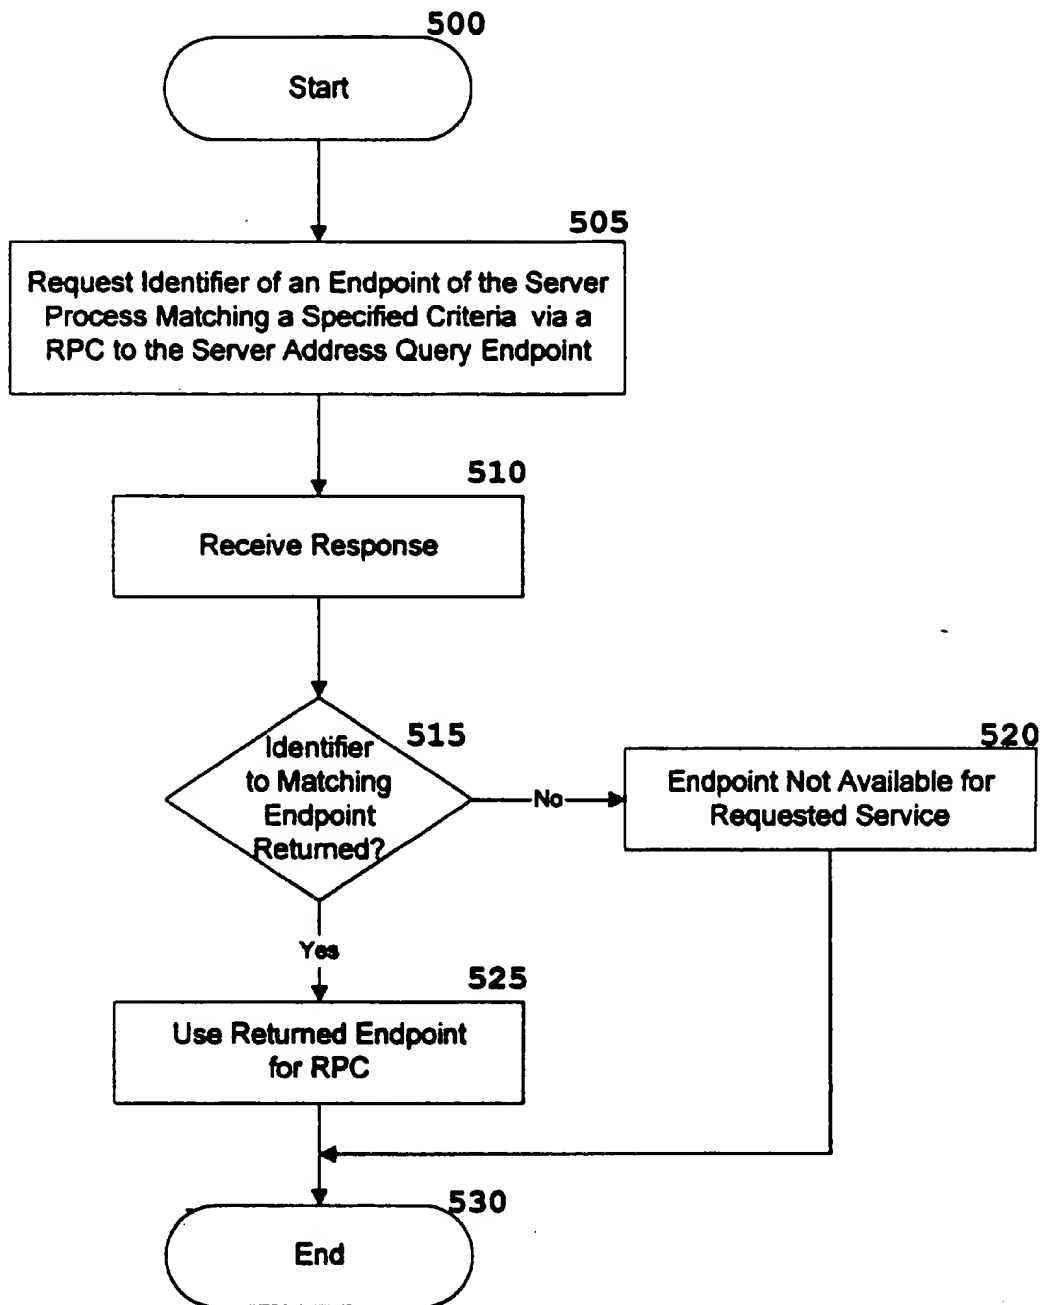 500
Start
505
Request Identifier of an Endpoint of the Server
Process Matching a Specified Criteria via a
RPC to the Server Address Query Endpoint
510
Receive Response
515
Identifier
to Matching
Endpoint
Returned?
No
520
Endpoint Not Available for
Requested Service
Yes
525
Use Returned Endpoint
for RPC
530
End